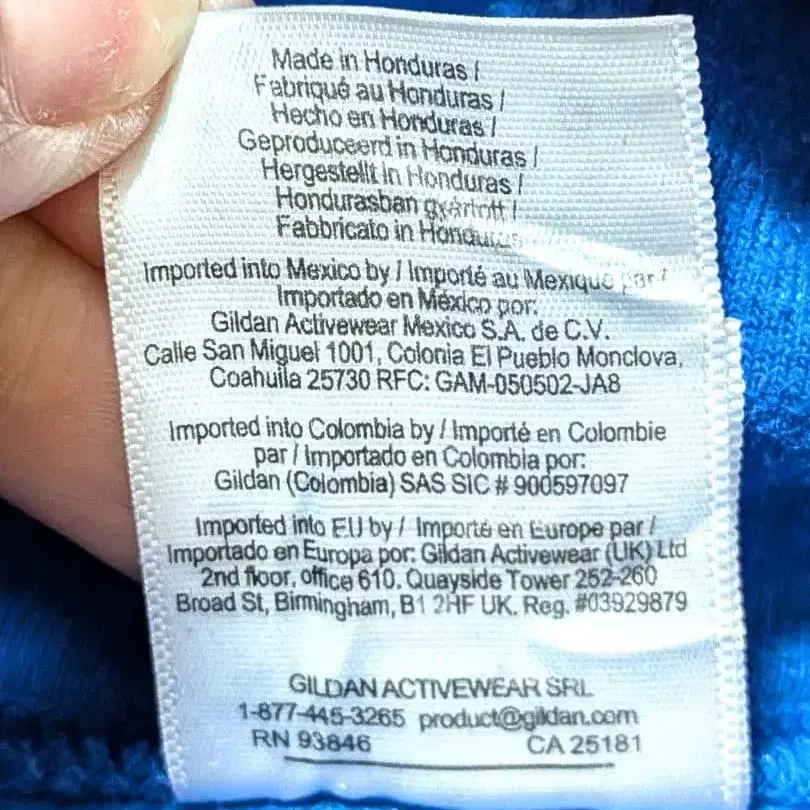 Made in Honduras /
Fabriqué au Honduras /
Hecho en Honduras /
Geproduceerd in Honduras /
Hergestellt in Honduras /
Hondurasban gyártott /
Fabbricato in Honduras
Imported into Mexico by / Importé au Mexique par /
Importado en México por:
Gildan Activewear Mexico S.A. de C.V.
Calle San Miguel 1001, Colonia El Pueblo Monclova,
Coahuila 25730 RFC: GAM-050502-JA8
Imported into Colombia by / Importé en Colombie
par / Importado en Colombia por:
Gildan (Colombia) SAS SIC # 900597097
Imported into EU by / Importé en Europe par /
Importado en Europa por: Gildan Activewear (UK) Ltd
2nd floor, office 610. Quayside Tower 252-260
Broad St, Birmingham, B1 2HF UK. Reg. #03929879
GILDAN ACTIVEWEAR SRL
1-877-445-3265 product@gildan.com
RN 93846 CA 25181